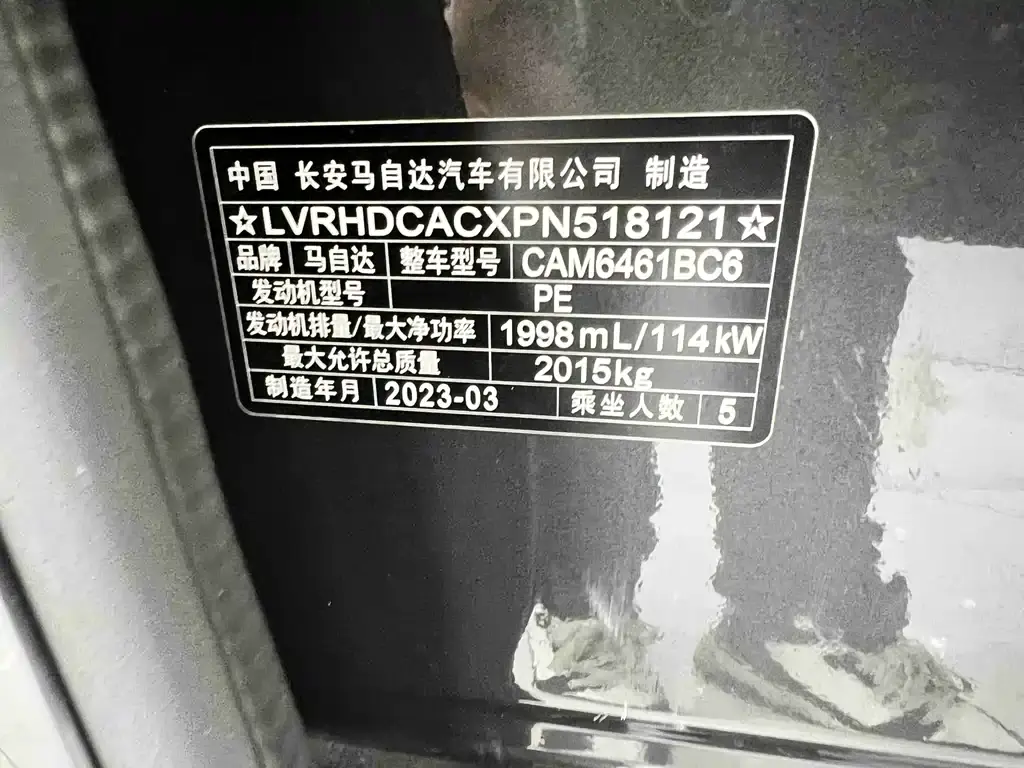 中国 长安马自达汽车有限公司 制造
☆LVRHDCACXPN518121☆
品牌 马自达 整车型号 CAM6461BC6
发动机型号 PE
发动机排量/最大净功率 1998mL/114kW
最大允许总质量 2015kg
制造年月 2023-03 乘坐人数 5